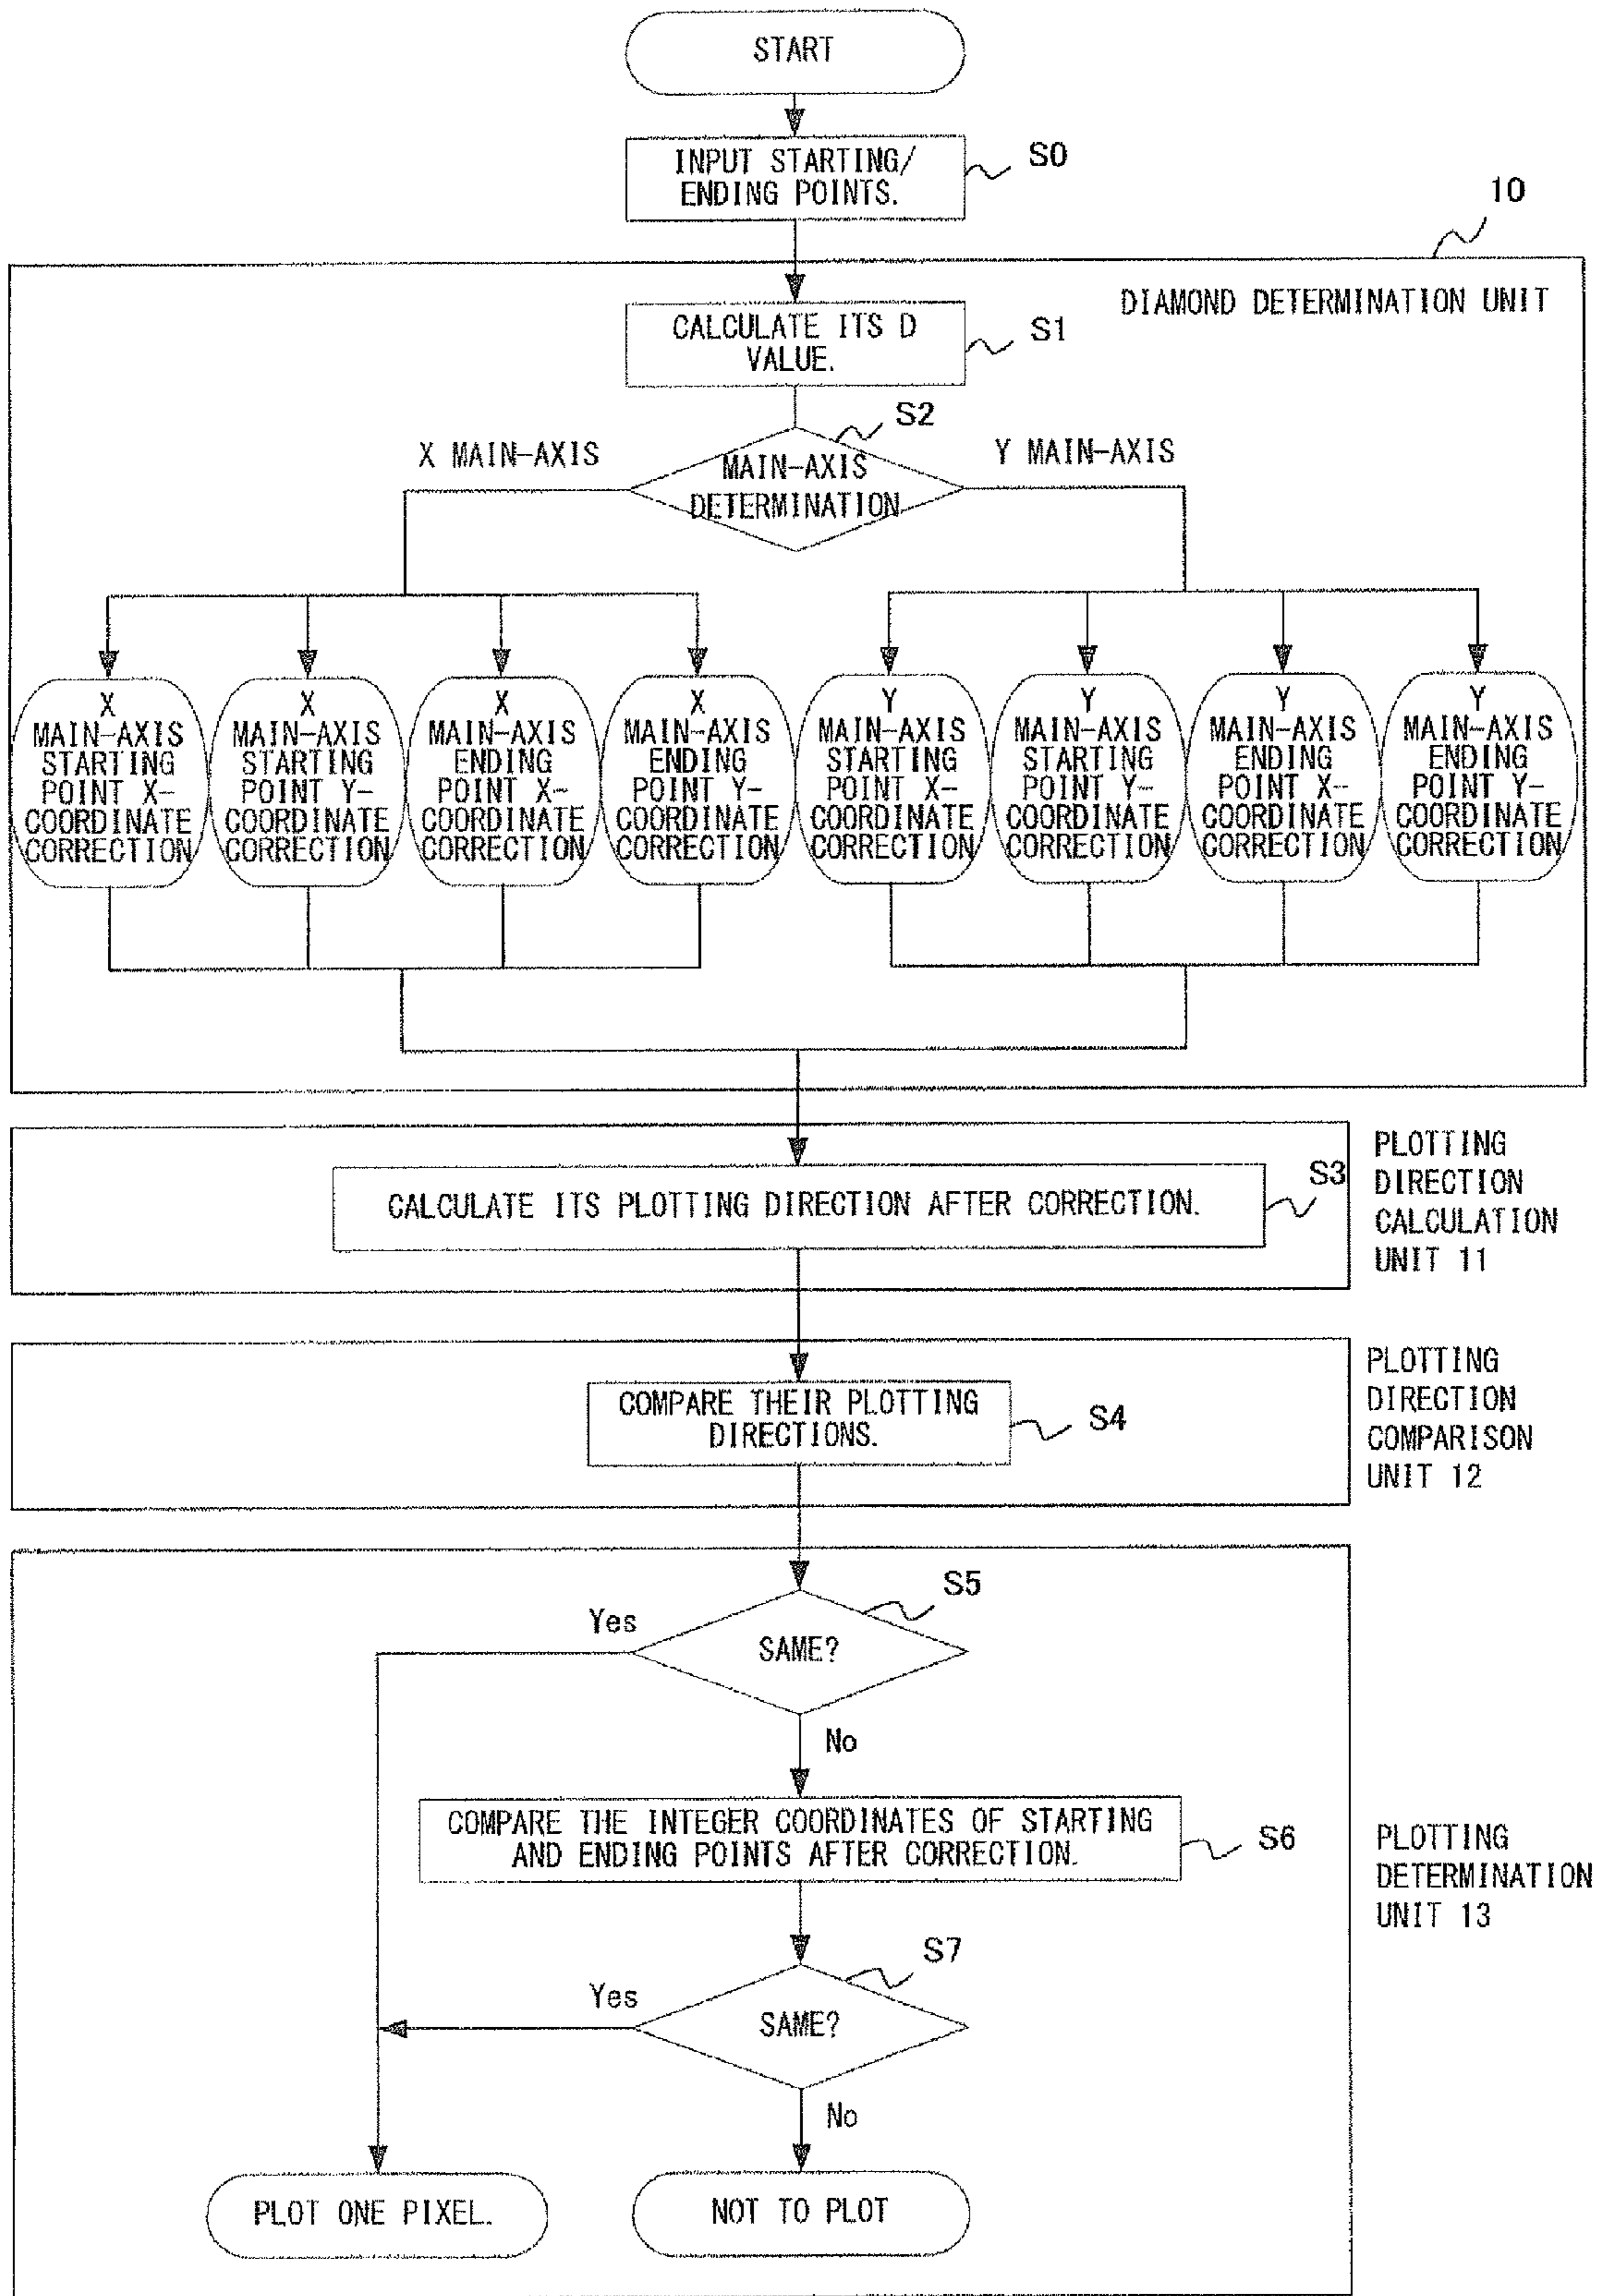 START
INPUT STARTING/
ENDING POINTS.
S0
10
DIAMOND DETERMINATION UNIT
CALCULATE ITS D
VALUE.
S1
S2
X MAIN-AXIS
MAIN-AXIS
DETERMINATION
Y MAIN-AXIS
X
MAIN-AXIS
STARTING
POINT X-
COORDINATE
CORRECTION
X
MAIN-AXIS
STARTING
POINT Y-
COORDINATE
CORRECTION
X
MAIN-AXIS
ENDING
POINT X-
COORDINATE
CORRECTION
X
MAIN-AXIS
ENDING
POINT Y-
COORDINATE
CORRECTION
Y
MAIN-AXIS
STARTING
POINT X-
COORDINATE
CORRECTION
Y
MAIN-AXIS
STARTING
POINT Y-
COORDINATE
CORRECTION
Y
MAIN-AXIS
ENDING
POINT X-
COORDINATE
CORRECTION
Y
MAIN-AXIS
ENDING
POINT Y-
COORDINATE
CORRECTION
CALCULATE ITS PLOTTING DIRECTION AFTER CORRECTION.
S3
PLOTTING
DIRECTION
CALCULATION
UNIT 11
COMPARE THEIR PLOTTING
DIRECTIONS.
S4
PLOTTING
DIRECTION
COMPARISON
UNIT 12
S5
Yes
SAME?
No
COMPARE THE INTEGER COORDINATES OF STARTING
AND ENDING POINTS AFTER CORRECTION.
S6
PLOTTING
DETERMINATION
UNIT 13
S7
Yes
SAME?
No
PLOT ONE PIXEL.
NOT TO PLOT